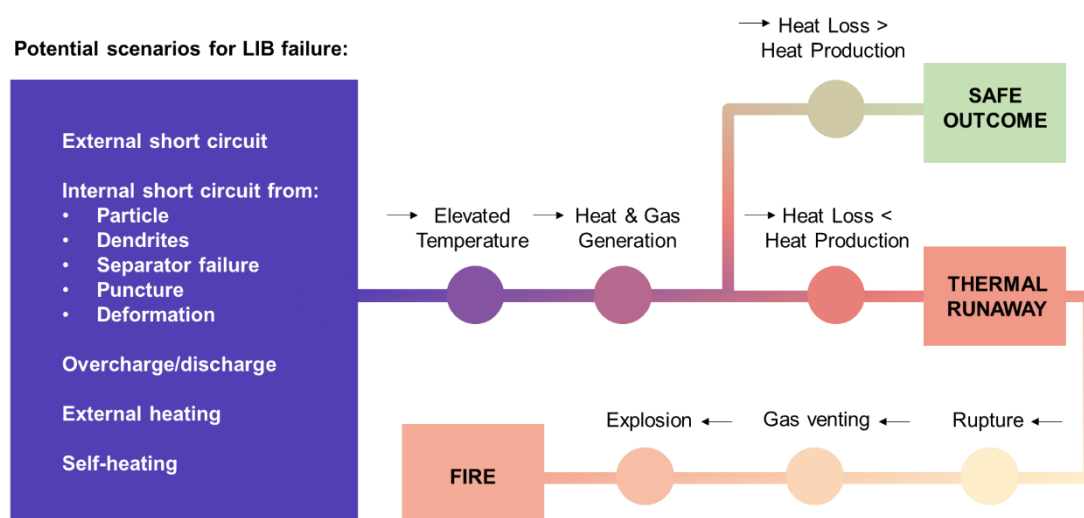 Potential scenarios for LIB failure:
External short circuit
Internal short circuit from:
• Particle
• Dendrites
• Separator failure
• Puncture
• Deformation
Overcharge/discharge
External heating
Self-heating
→ Elevated
Temperature
→ Heat & Gas
Generation
→ Heat Loss >
Heat Production
SAFE
OUTCOME
→ Heat Loss <
Heat Production
THERMAL
RUNAWAY
Rupture ←
Gas venting ←
Explosion ←
FIRE